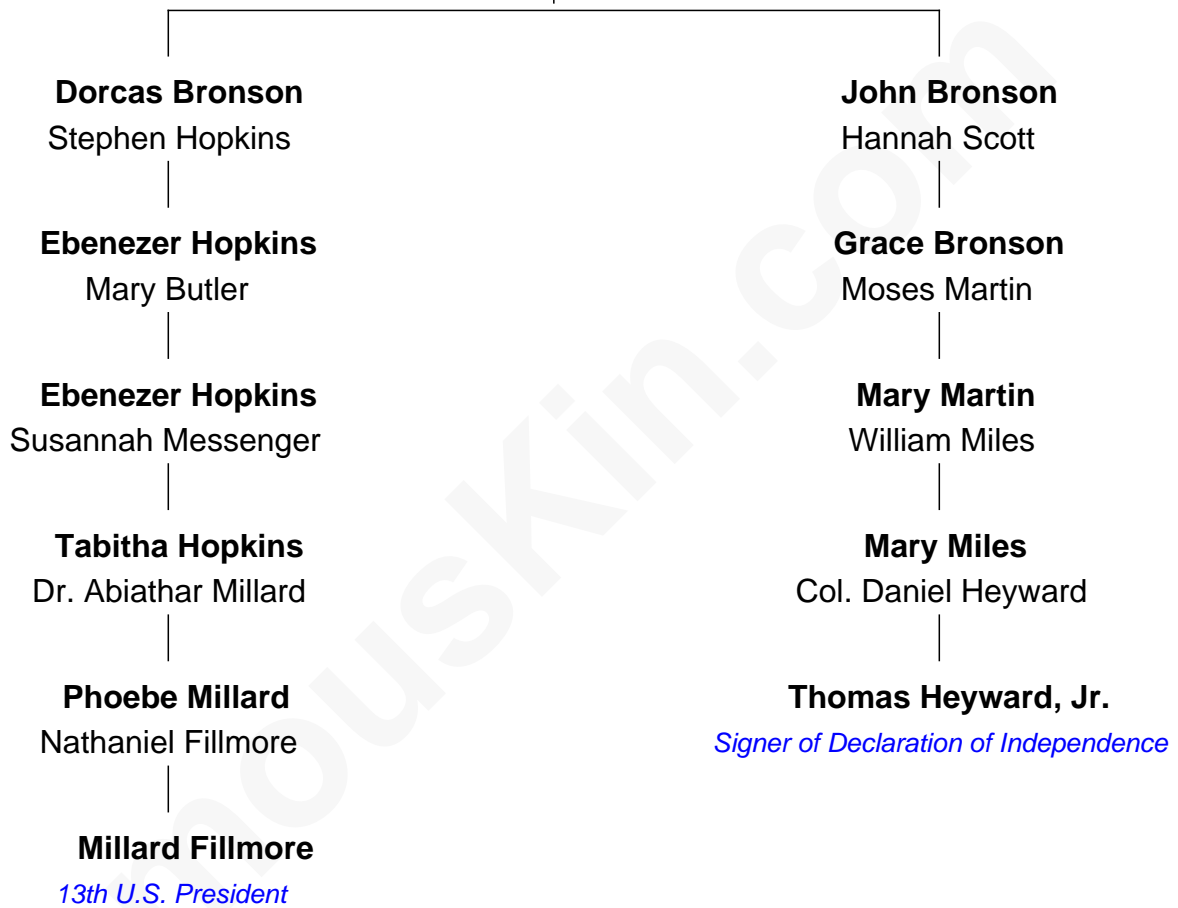 Dorcas Bronson
Stephen Hopkins
Ebenezer Hopkins
Mary Butler
Ebenezer Hopkins
Susannah Messenger
Tabitha Hopkins
Dr. Abiathar Millard
Phoebe Millard
Nathaniel Fillmore
Millard Fillmore
13th U.S. President
John Bronson
Hannah Scott
Grace Bronson
Moses Martin
Mary Martin
William Miles
Mary Miles
Col. Daniel Heyward
Thomas Heyward, Jr.
Signer of Declaration of Independence
mousKin.com